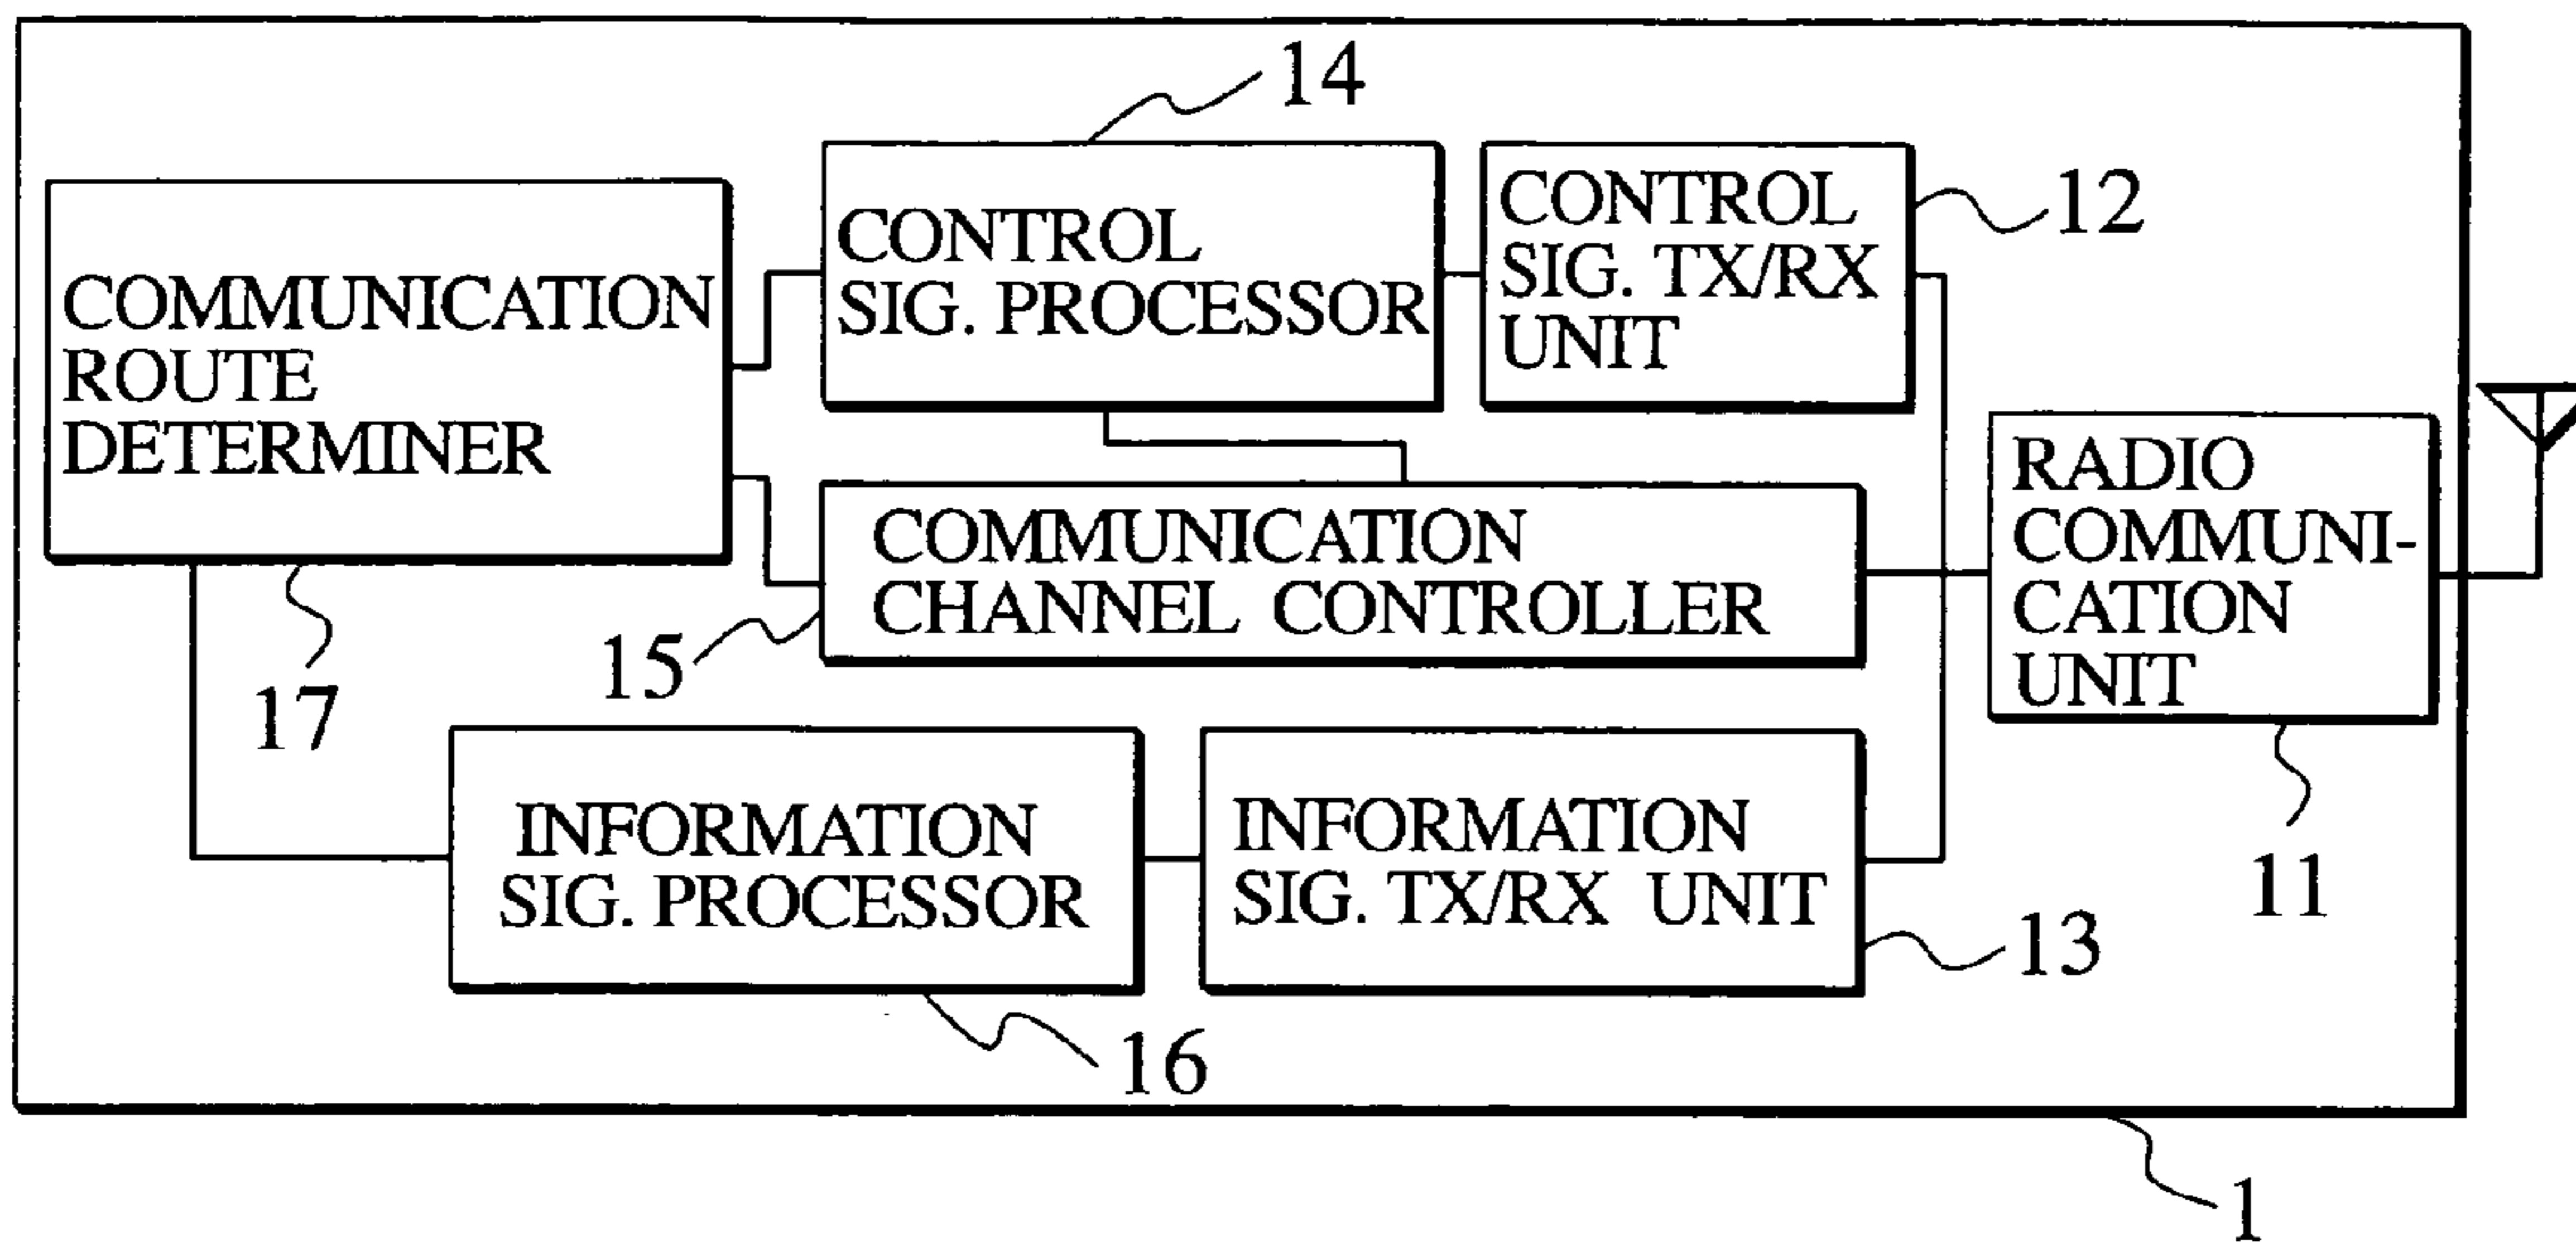 14
CONTROL
SIG. PROCESSOR
CONTROL
SIG. TX/RX
UNIT
12
COMMUNICATION
ROUTE
DETERMINER
17
COMMUNICATION
CHANNEL CONTROLLER
15
RADIO
COMMUNI-
CATION
UNIT
11
INFORMATION
SIG. PROCESSOR
16
INFORMATION
SIG. TX/RX UNIT
13
1